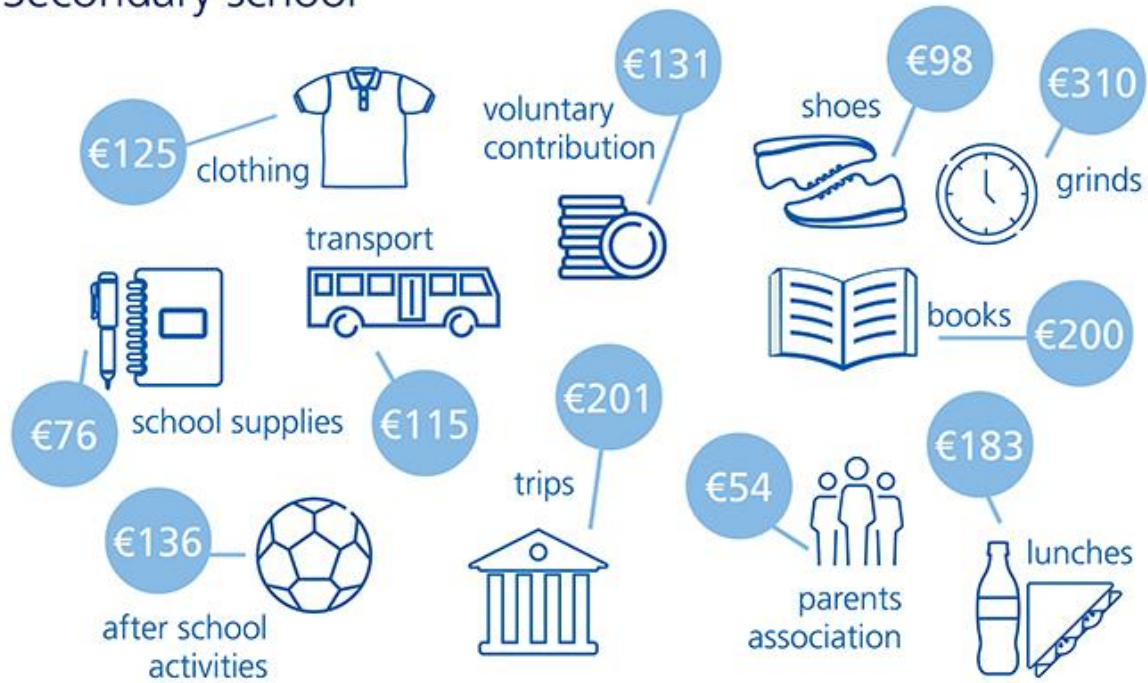 Secondary school
€125
clothing
voluntary
contribution
€131
shoes
€98
€310
grinds
transport
€115
books
€200
€76
school supplies
€201
trips
€54
parents
association
€183
lunches
€136
after school
activities